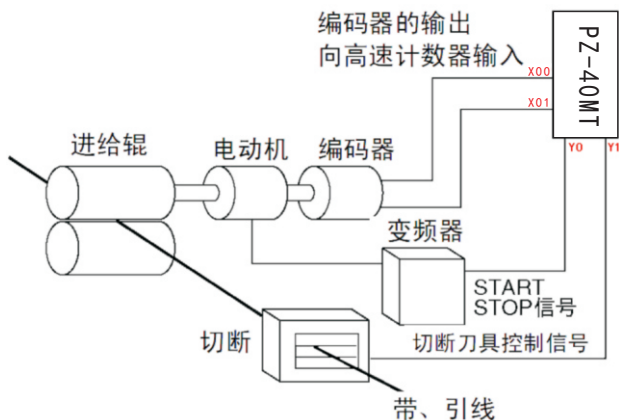 编码器的输出
向高速计数器输入
PZ-40MT
X00
X01
Y0
Y1
进给辊
电动机
编码器
变频器
START
STOP信号
切断
切断刀具控制信号
带、引线